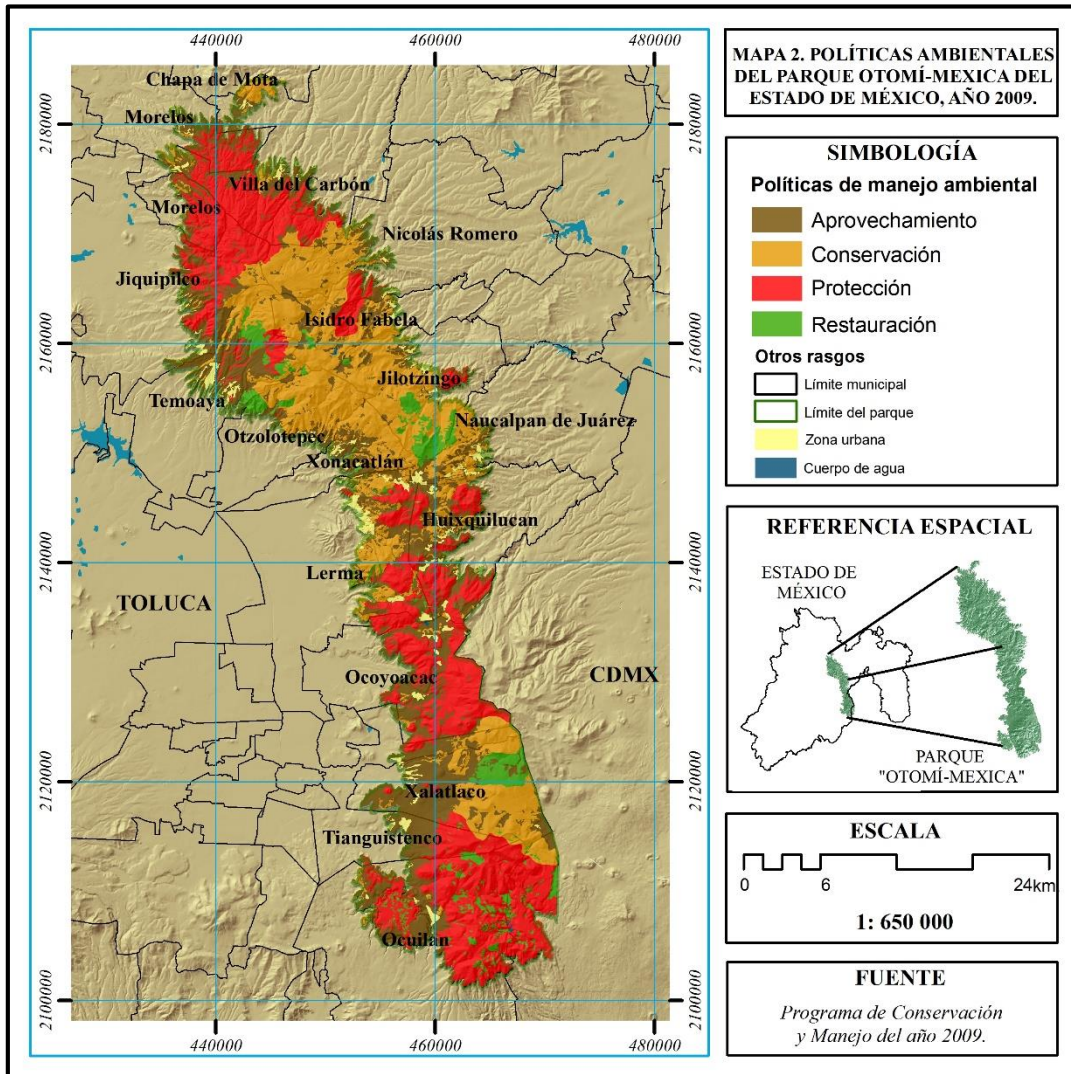 440000
460000
480000
2180000
2160000
2140000
2120000
2100000
2180000
2160000
2140000
2120000
2100000
440000
460000
480000
Chapa de Mota
Morelos
Villa del Carbón
Morelos
Nicolás Romero
Jiquipilco
Isidro Fabela
Jilotzingo
Temoaya
Naucalpan de Juárez
Otzolotepec
Xonacatlán
Huixquilucan
Lerma
TOLUCA
Ocoyoacac
CDMX
Xalatlaco
Tianguistenco
Ocuilan
MAPA 2. POLÍTICAS AMBIENTALES
DEL PARQUE OTOMÍ-MEXICA DEL
ESTADO DE MÉXICO, AÑO 2009.
SIMBOLOGÍA
Políticas de manejo ambiental
Aprovechamiento
Conservación
Protección
Restauración
Otros rasgos
Límite municipal
Límite del parque
Zona urbana
Cuerpo de agua
REFERENCIA ESPACIAL
ESTADO DE
MÉXICO
PARQUE
"OTOMÍ-MEXICA"
ESCALA
0 6 24km
1: 650 000
FUENTE
Programa de Conservación
y Manejo del año 2009.